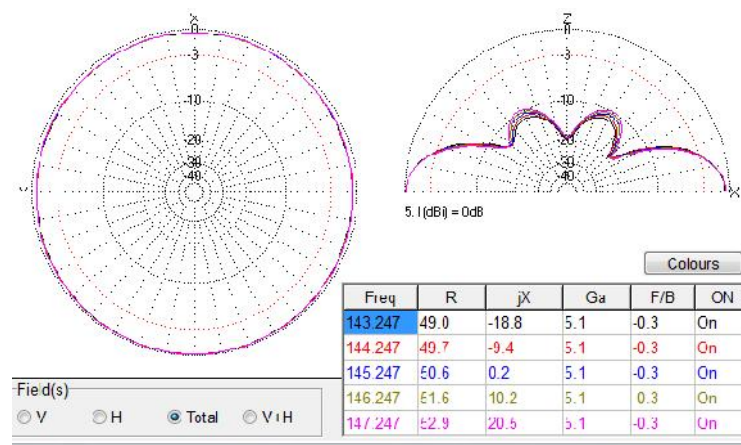 X
0
-3
-10
-20
-30
-40
Z
0
-3
-10
-20
-30
-40
X
5.1(dBi) = 0dB
Colours
Freq R jX Ga F/B ON
143.247 49.0 -18.8 5.1 -0.3 On
144.247 49.7 -9.4 5.1 -0.3 On
145.247 50.6 0.2 5.1 -0.3 On
146.247 51.6 10.2 5.1 -0.3 On
147.247 52.9 20.5 5.1 -0.3 On
Field(s)
V H Total V+H